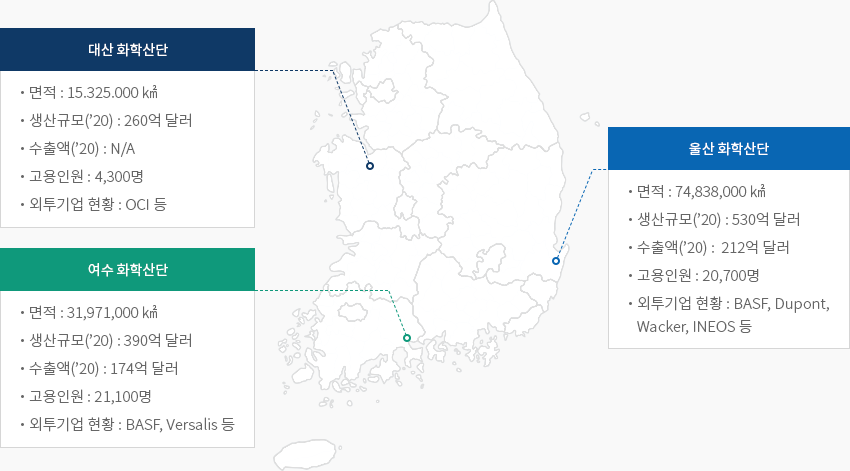 대산 화학산단
• 면적 : 15.325.000 ㎢
• 생산규모(’20) : 260억 달러
• 수출액(’20) : N/A
• 고용인원 : 4,300명
• 외투기업 현황 : OCI 등
여수 화학산단
• 면적 : 31,971,000 ㎢
• 생산규모(’20) : 390억 달러
• 수출액(’20) : 174억 달러
• 고용인원 : 21,100명
• 외투기업 현황 : BASF, Versalis 등
울산 화학산단
• 면적 : 74,838,000 ㎢
• 생산규모(’20) : 530억 달러
• 수출액(’20) : 212억 달러
• 고용인원 : 20,700명
• 외투기업 현황 : BASF, Dupont,
Wacker, INEOS 등